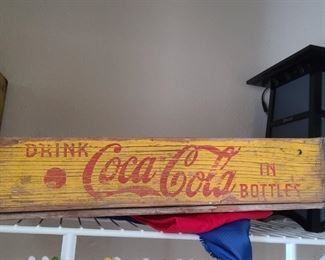 DRINK
Coca-Cola
IN
BOTTLES